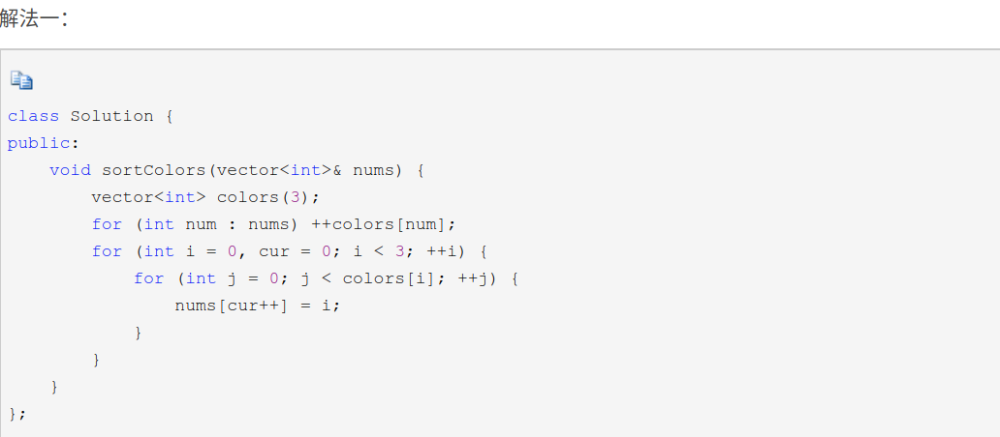 解法一：
class Solution {
public:
    void sortColors(vector<int>& nums) {
        vector<int> colors(3);
        for (int num : nums) ++colors[num];
        for (int i = 0, cur = 0; i < 3; ++i) {
            for (int j = 0; j < colors[i]; ++j) {
                nums[cur++] = i;
            }
        }
    }
};